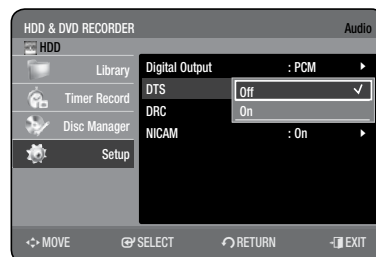 HDD & DVD RECORDER Audio
HDD
Library
Timer Record
Disc Manager
Setup
Digital Output : PCM
DTS
DRC
NICAM : On
Off
On
MOVE SELECT RETURN EXIT